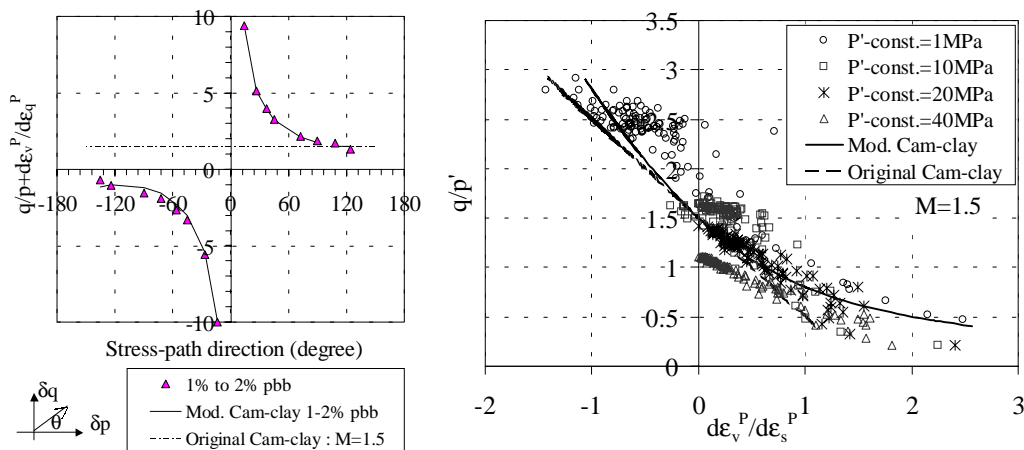 q/p+dε_v^P/dε_q^P
10
5
0
-5
-10
-180
-120
-60
0
60
120
180
Stress-path direction (degree)
δq
θ
δp
1% to 2% pbb
Mod. Cam-clay 1-2% pbb
Original Cam-clay : M=1.5
q/p'
3.5
3
2.5
2
1.5
1
0.5
0
-2
-1
0
1
2
3
dε_v^P/dε_s^P
P'-const.=1MPa
P'-const.=10MPa
P'-const.=20MPa
P'-const.=40MPa
Mod. Cam-clay
Original Cam-clay
M=1.5